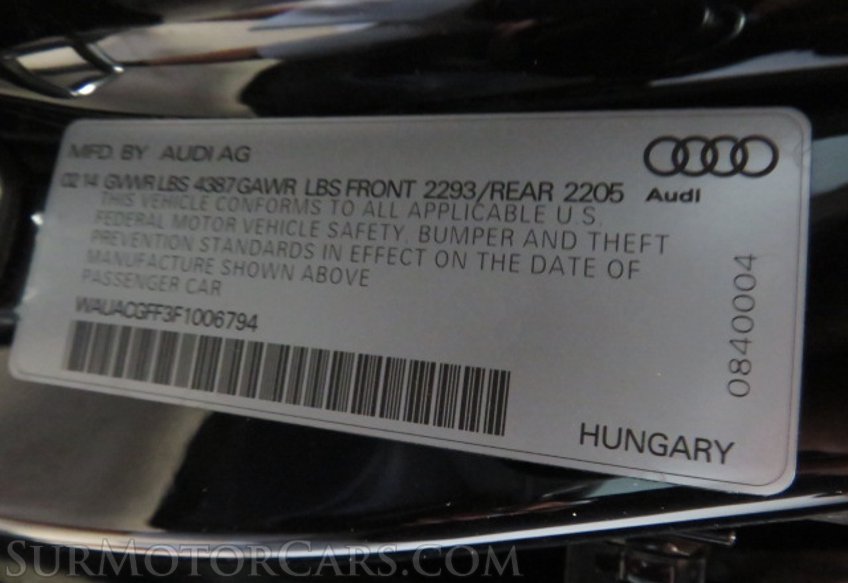 MFD. BY AUDI AG
02 14 GVWR LBS 4387 GAWR LBS FRONT 2293/REAR 2205
Audi
THIS VEHICLE CONFORMS TO ALL APPLICABLE U.S.
FEDERAL MOTOR VEHICLE SAFETY, BUMPER AND THEFT
PREVENTION STANDARDS IN EFFECT ON THE DATE OF
MANUFACTURE SHOWN ABOVE
PASSENGER CAR
WAUACGFF3F1006794
0840004
HUNGARY
SURMOTORCARS.COM